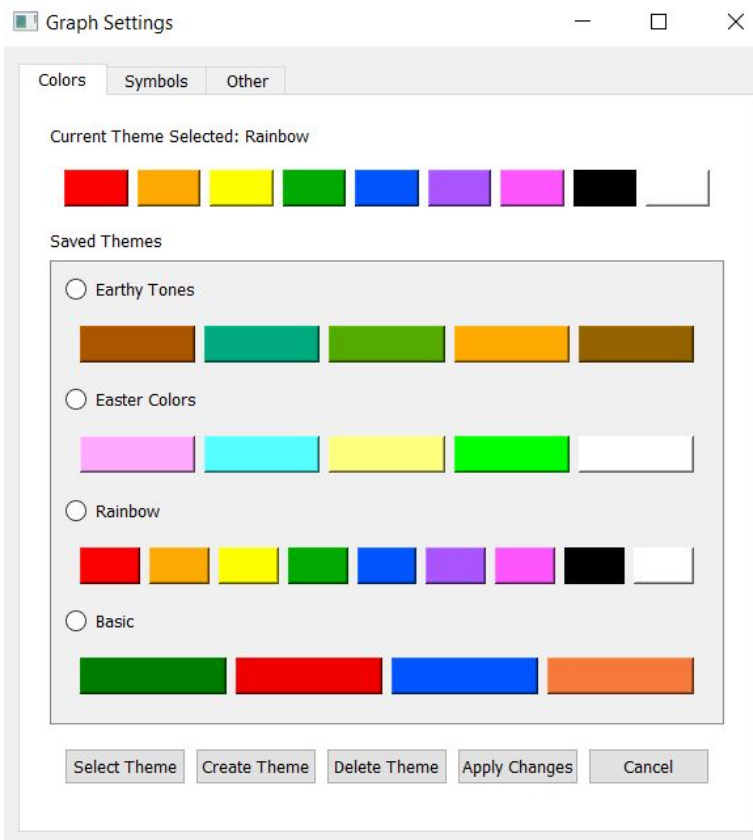 Graph Settings
Colors Symbols Other
Current Theme Selected: Rainbow
Saved Themes
Earthy Tones
Easter Colors
Rainbow
Basic
Select Theme Create Theme Delete Theme Apply Changes Cancel